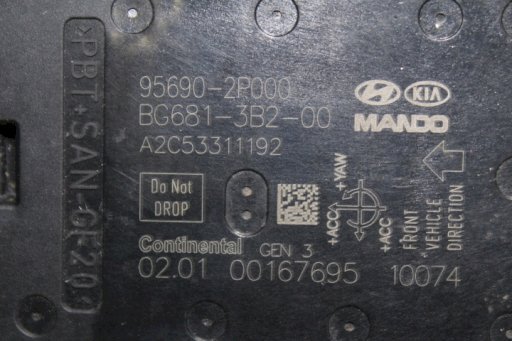 >PBT+SAN-GF20<
95690-2P000
BG681-3B2-00
A2C53311192
KIA
MANDO
Do Not
DROP
+YAW
+ACC
+ACC
FRONT
VEHICLE
DIRECTION
Continental GEN 3
02.01 00167695 10074